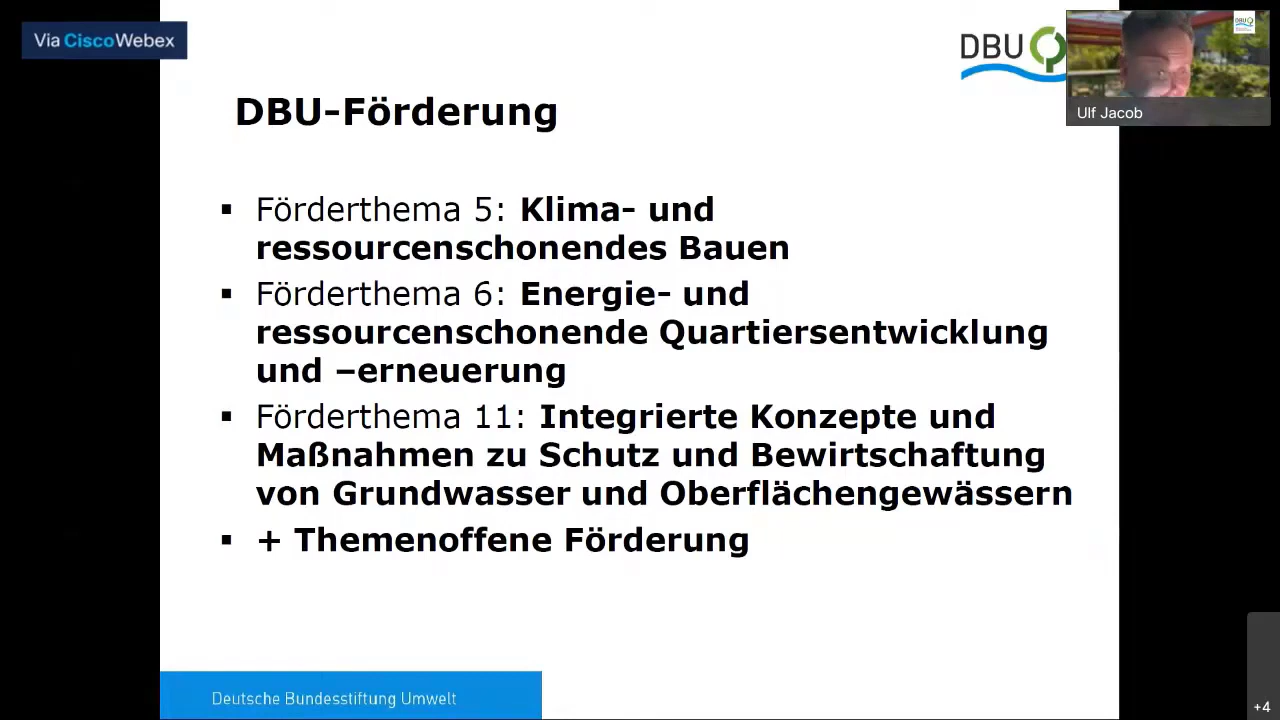 Via CiscoWebex
DBU
DBU
Ulf Jacob
DBU-Förderung
▪ Förderthema 5: Klima- und
ressourcenschonendes Bauen
▪ Förderthema 6: Energie- und
ressourcenschonende Quartiersentwicklung
und –erneuerung
▪ Förderthema 11: Integrierte Konzepte und
Maßnahmen zu Schutz und Bewirtschaftung
von Grundwasser und Oberflächengewässern
▪ + Themenoffene Förderung
Deutsche Bundesstiftung Umwelt
+4